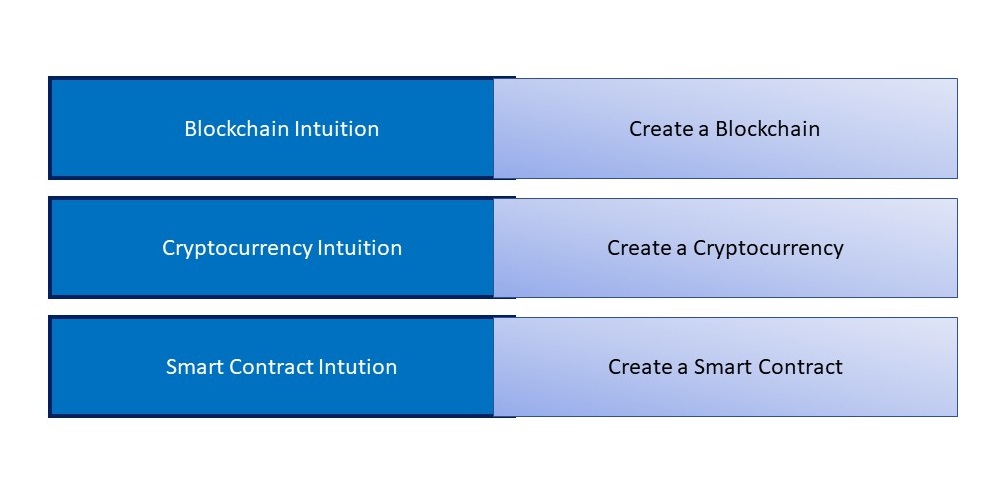 Blockchain Intuition
Create a Blockchain
Cryptocurrency Intuition
Create a Cryptocurrency
Smart Contract Intution
Create a Smart Contract